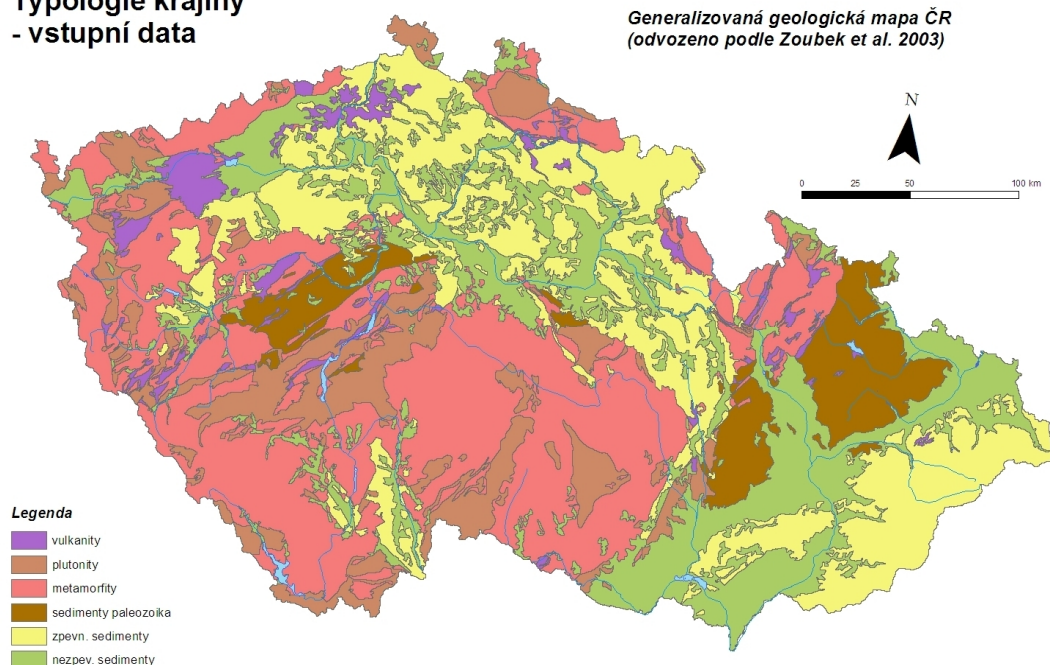 Typologie krajiny
- vstupní data
Generalizovaná geologická mapa ČR
(odvozeno podle Zoubek et al. 2003)
N
0 25 50 100 km
Legenda
vulkanity
plutonity
metamorfity
sedimenty paleozoika
zpevn. sedimenty
nezpev. sedimenty